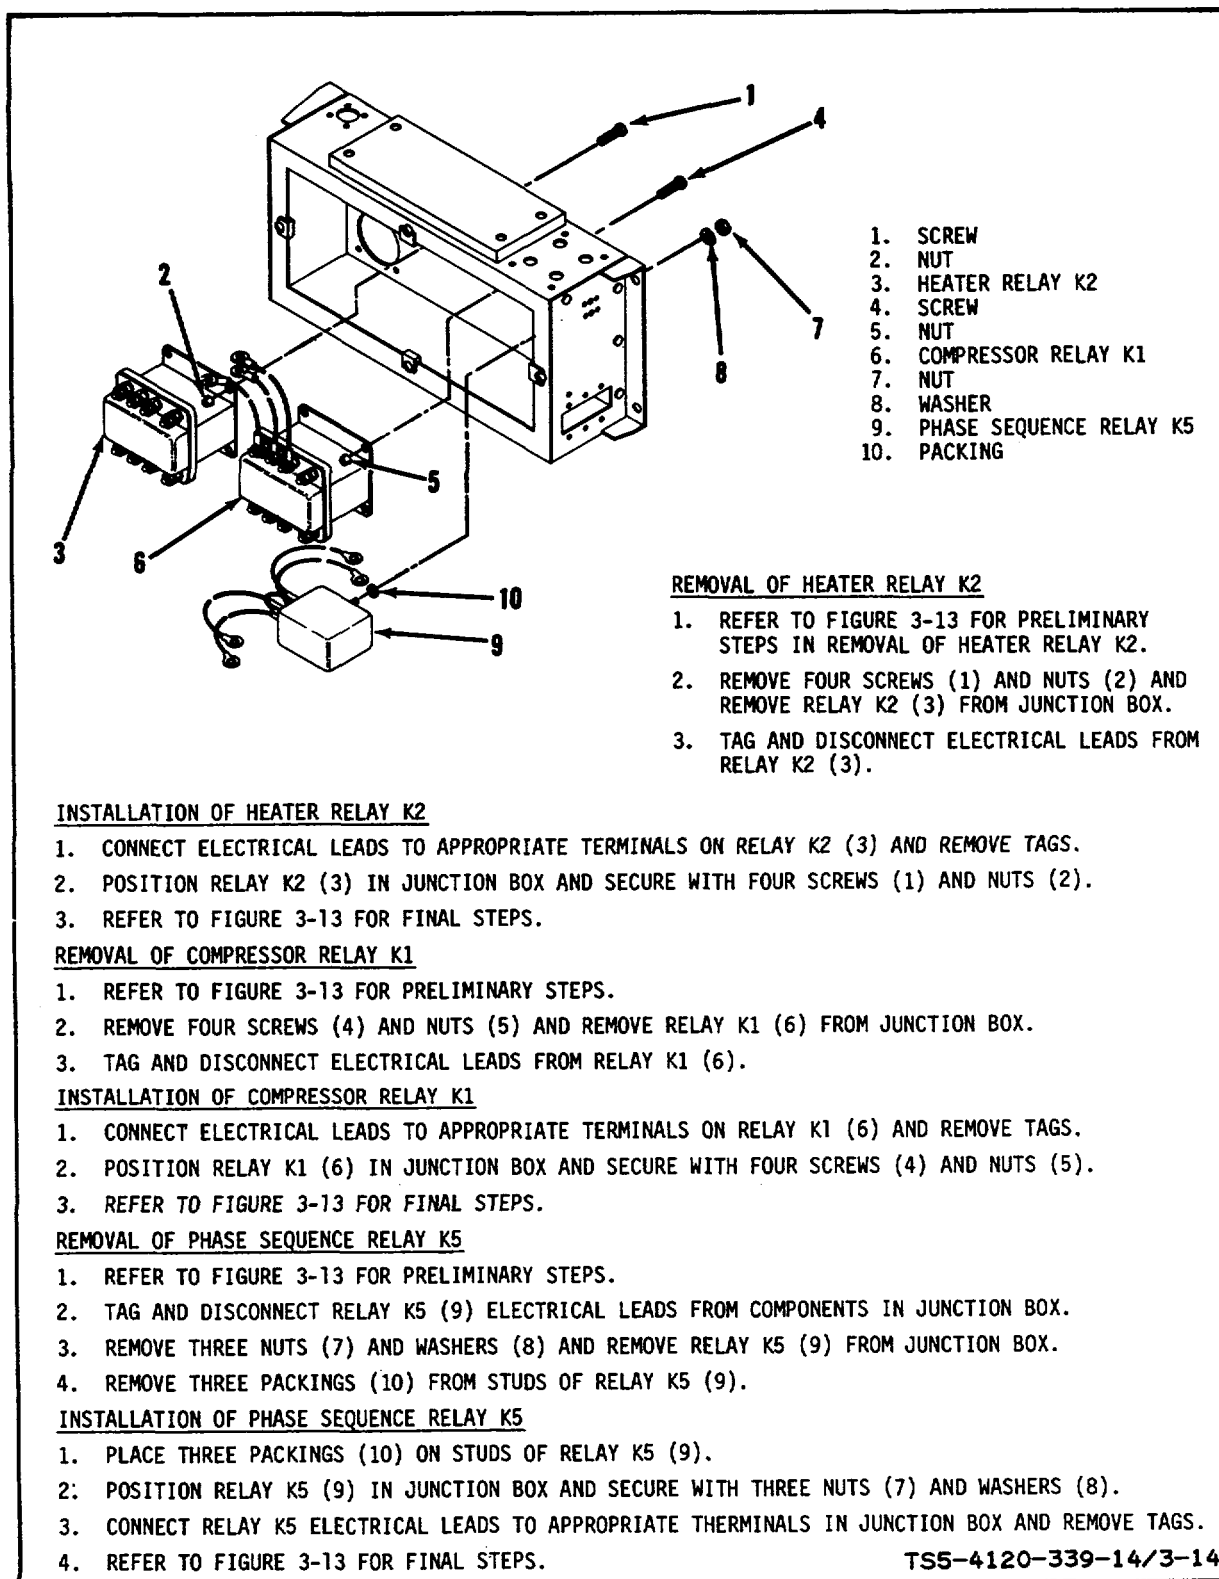 1
4
2
7
8
5
3
6
10
9
1. SCREW
2. NUT
3. HEATER RELAY K2
4. SCREW
5. NUT
6. COMPRESSOR RELAY K1
7. NUT
8. WASHER
9. PHASE SEQUENCE RELAY K5
10. PACKING
REMOVAL OF HEATER RELAY K2
1. REFER TO FIGURE 3-13 FOR PRELIMINARY
STEPS IN REMOVAL OF HEATER RELAY K2.
2. REMOVE FOUR SCREWS (1) AND NUTS (2) AND
REMOVE RELAY K2 (3) FROM JUNCTION BOX.
3. TAG AND DISCONNECT ELECTRICAL LEADS FROM
RELAY K2 (3).
INSTALLATION OF HEATER RELAY K2
1. CONNECT ELECTRICAL LEADS TO APPROPRIATE TERMINALS ON RELAY K2 (3) AND REMOVE TAGS.
2. POSITION RELAY K2 (3) IN JUNCTION BOX AND SECURE WITH FOUR SCREWS (1) AND NUTS (2).
3. REFER TO FIGURE 3-13 FOR FINAL STEPS.
REMOVAL OF COMPRESSOR RELAY K1
1. REFER TO FIGURE 3-13 FOR PRELIMINARY STEPS.
2. REMOVE FOUR SCREWS (4) AND NUTS (5) AND REMOVE RELAY K1 (6) FROM JUNCTION BOX.
3. TAG AND DISCONNECT ELECTRICAL LEADS FROM RELAY K1 (6).
INSTALLATION OF COMPRESSOR RELAY K1
1. CONNECT ELECTRICAL LEADS TO APPROPRIATE TERMINALS ON RELAY K1 (6) AND REMOVE TAGS.
2. POSITION RELAY K1 (6) IN JUNCTION BOX AND SECURE WITH FOUR SCREWS (4) AND NUTS (5).
3. REFER TO FIGURE 3-13 FOR FINAL STEPS.
REMOVAL OF PHASE SEQUENCE RELAY K5
1. REFER TO FIGURE 3-13 FOR PRELIMINARY STEPS.
2. TAG AND DISCONNECT RELAY K5 (9) ELECTRICAL LEADS FROM COMPONENTS IN JUNCTION BOX.
3. REMOVE THREE NUTS (7) AND WASHERS (8) AND REMOVE RELAY K5 (9) FROM JUNCTION BOX.
4. REMOVE THREE PACKINGS (10) FROM STUDS OF RELAY K5 (9).
INSTALLATION OF PHASE SEQUENCE RELAY K5
1. PLACE THREE PACKINGS (10) ON STUDS OF RELAY K5 (9).
2. POSITION RELAY K5 (9) IN JUNCTION BOX AND SECURE WITH THREE NUTS (7) AND WASHERS (8).
3. CONNECT RELAY K5 ELECTRICAL LEADS TO APPROPRIATE THERMINALS IN JUNCTION BOX AND REMOVE TAGS.
4. REFER TO FIGURE 3-13 FOR FINAL STEPS.
TS5-4120-339-14/3-14